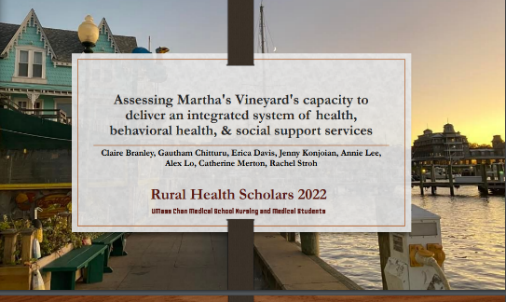 Assessing Martha's Vineyard's capacity to
deliver an integrated system of health,
behavioral health, & social support services
Claire Branley, Gautham Chitturu, Erica Davis, Jenny Konjoian, Annie Lee,
Alex Lo, Catherine Merton, Rachel Stroh
Rural Health Scholars 2022
UMass Chan Medical School Nursing and Medical Students